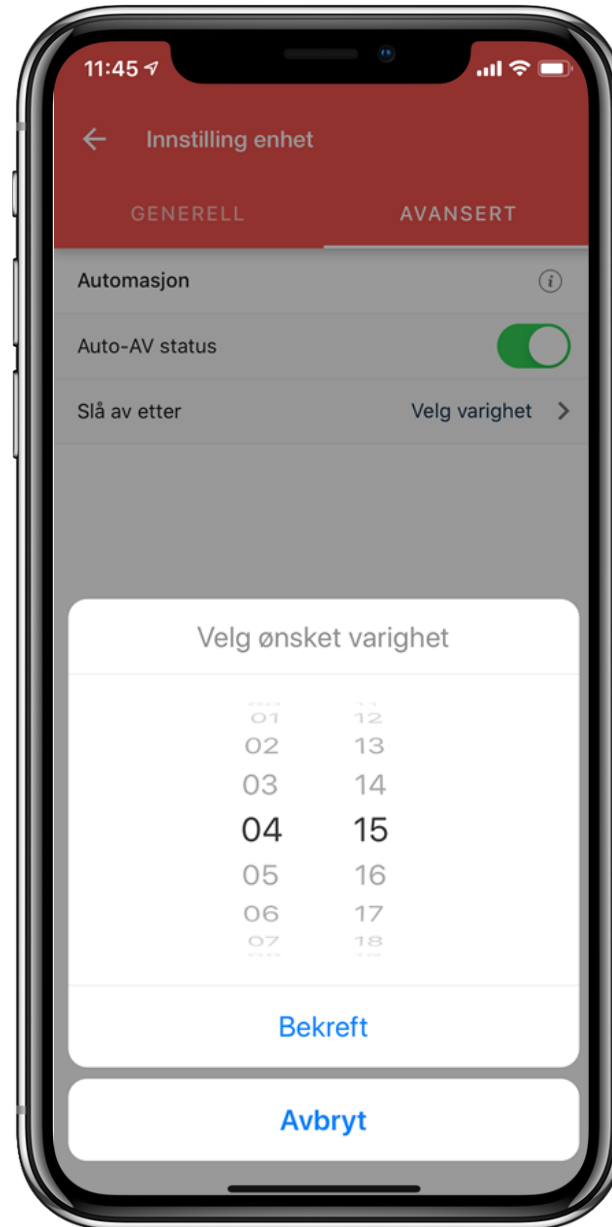 11:45
Innstilling enhet
GENERELL AVANSERT
Automasjon
Auto-AV status
Slå av etter Velg varighet
Velg ønsket varighet
01 12
02 13
03 14
04 15
05 16
06 17
07 18
Bekreft
Avbryt